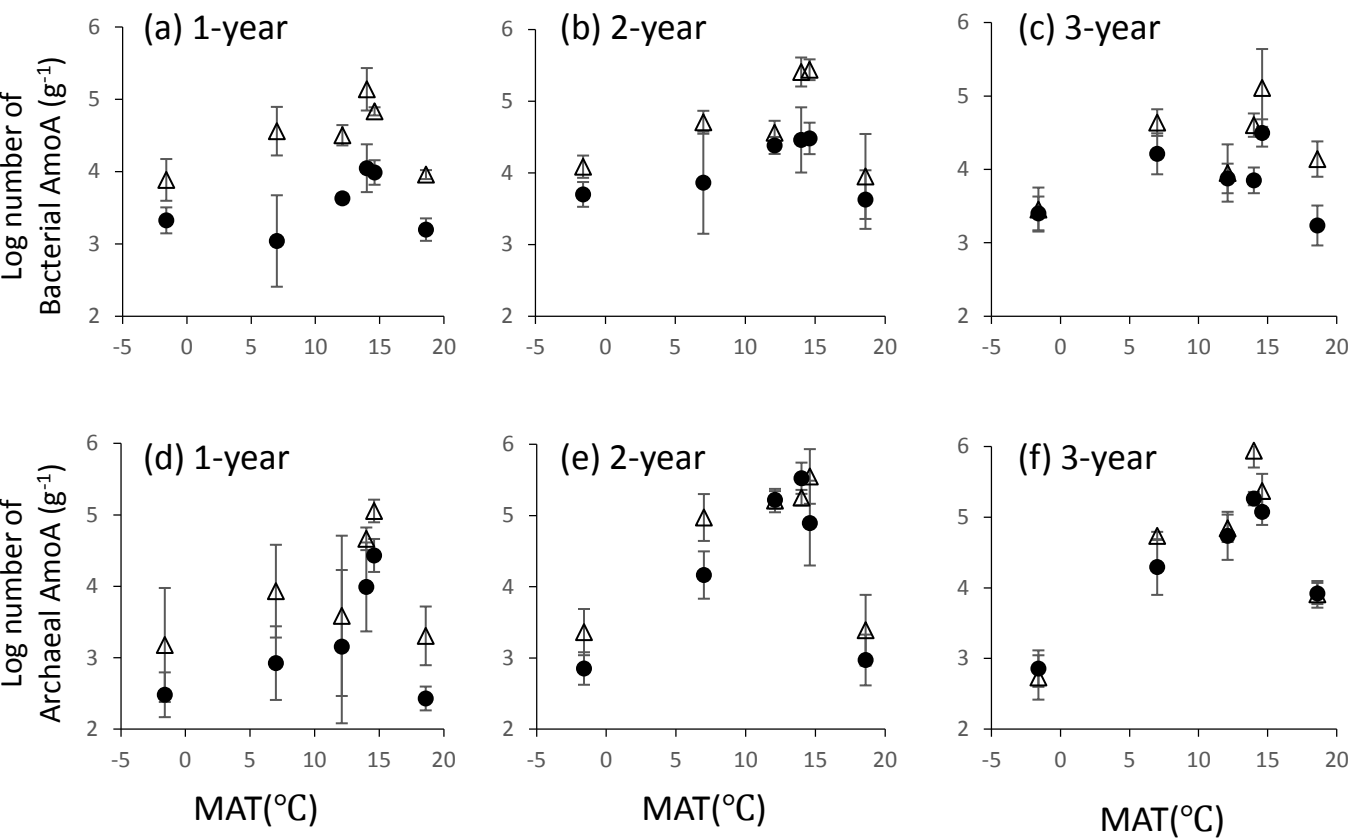 (a) 1-year
(b) 2-year
(c) 3-year
Log number of
Bacterial AmoA (g⁻¹)
6
5
4
3
2
-5 0 5 10 15 20
6
5
4
3
2
-5 0 5 10 15 20
6
5
4
3
2
-5 0 5 10 15 20
(d) 1-year
(e) 2-year
(f) 3-year
Log number of
Archaeal AmoA (g⁻¹)
6
5
4
3
2
-5 0 5 10 15 20
6
5
4
3
2
-5 0 5 10 15 20
6
5
4
3
2
-5 0 5 10 15 20
MAT(℃)
MAT(℃)
MAT(℃)